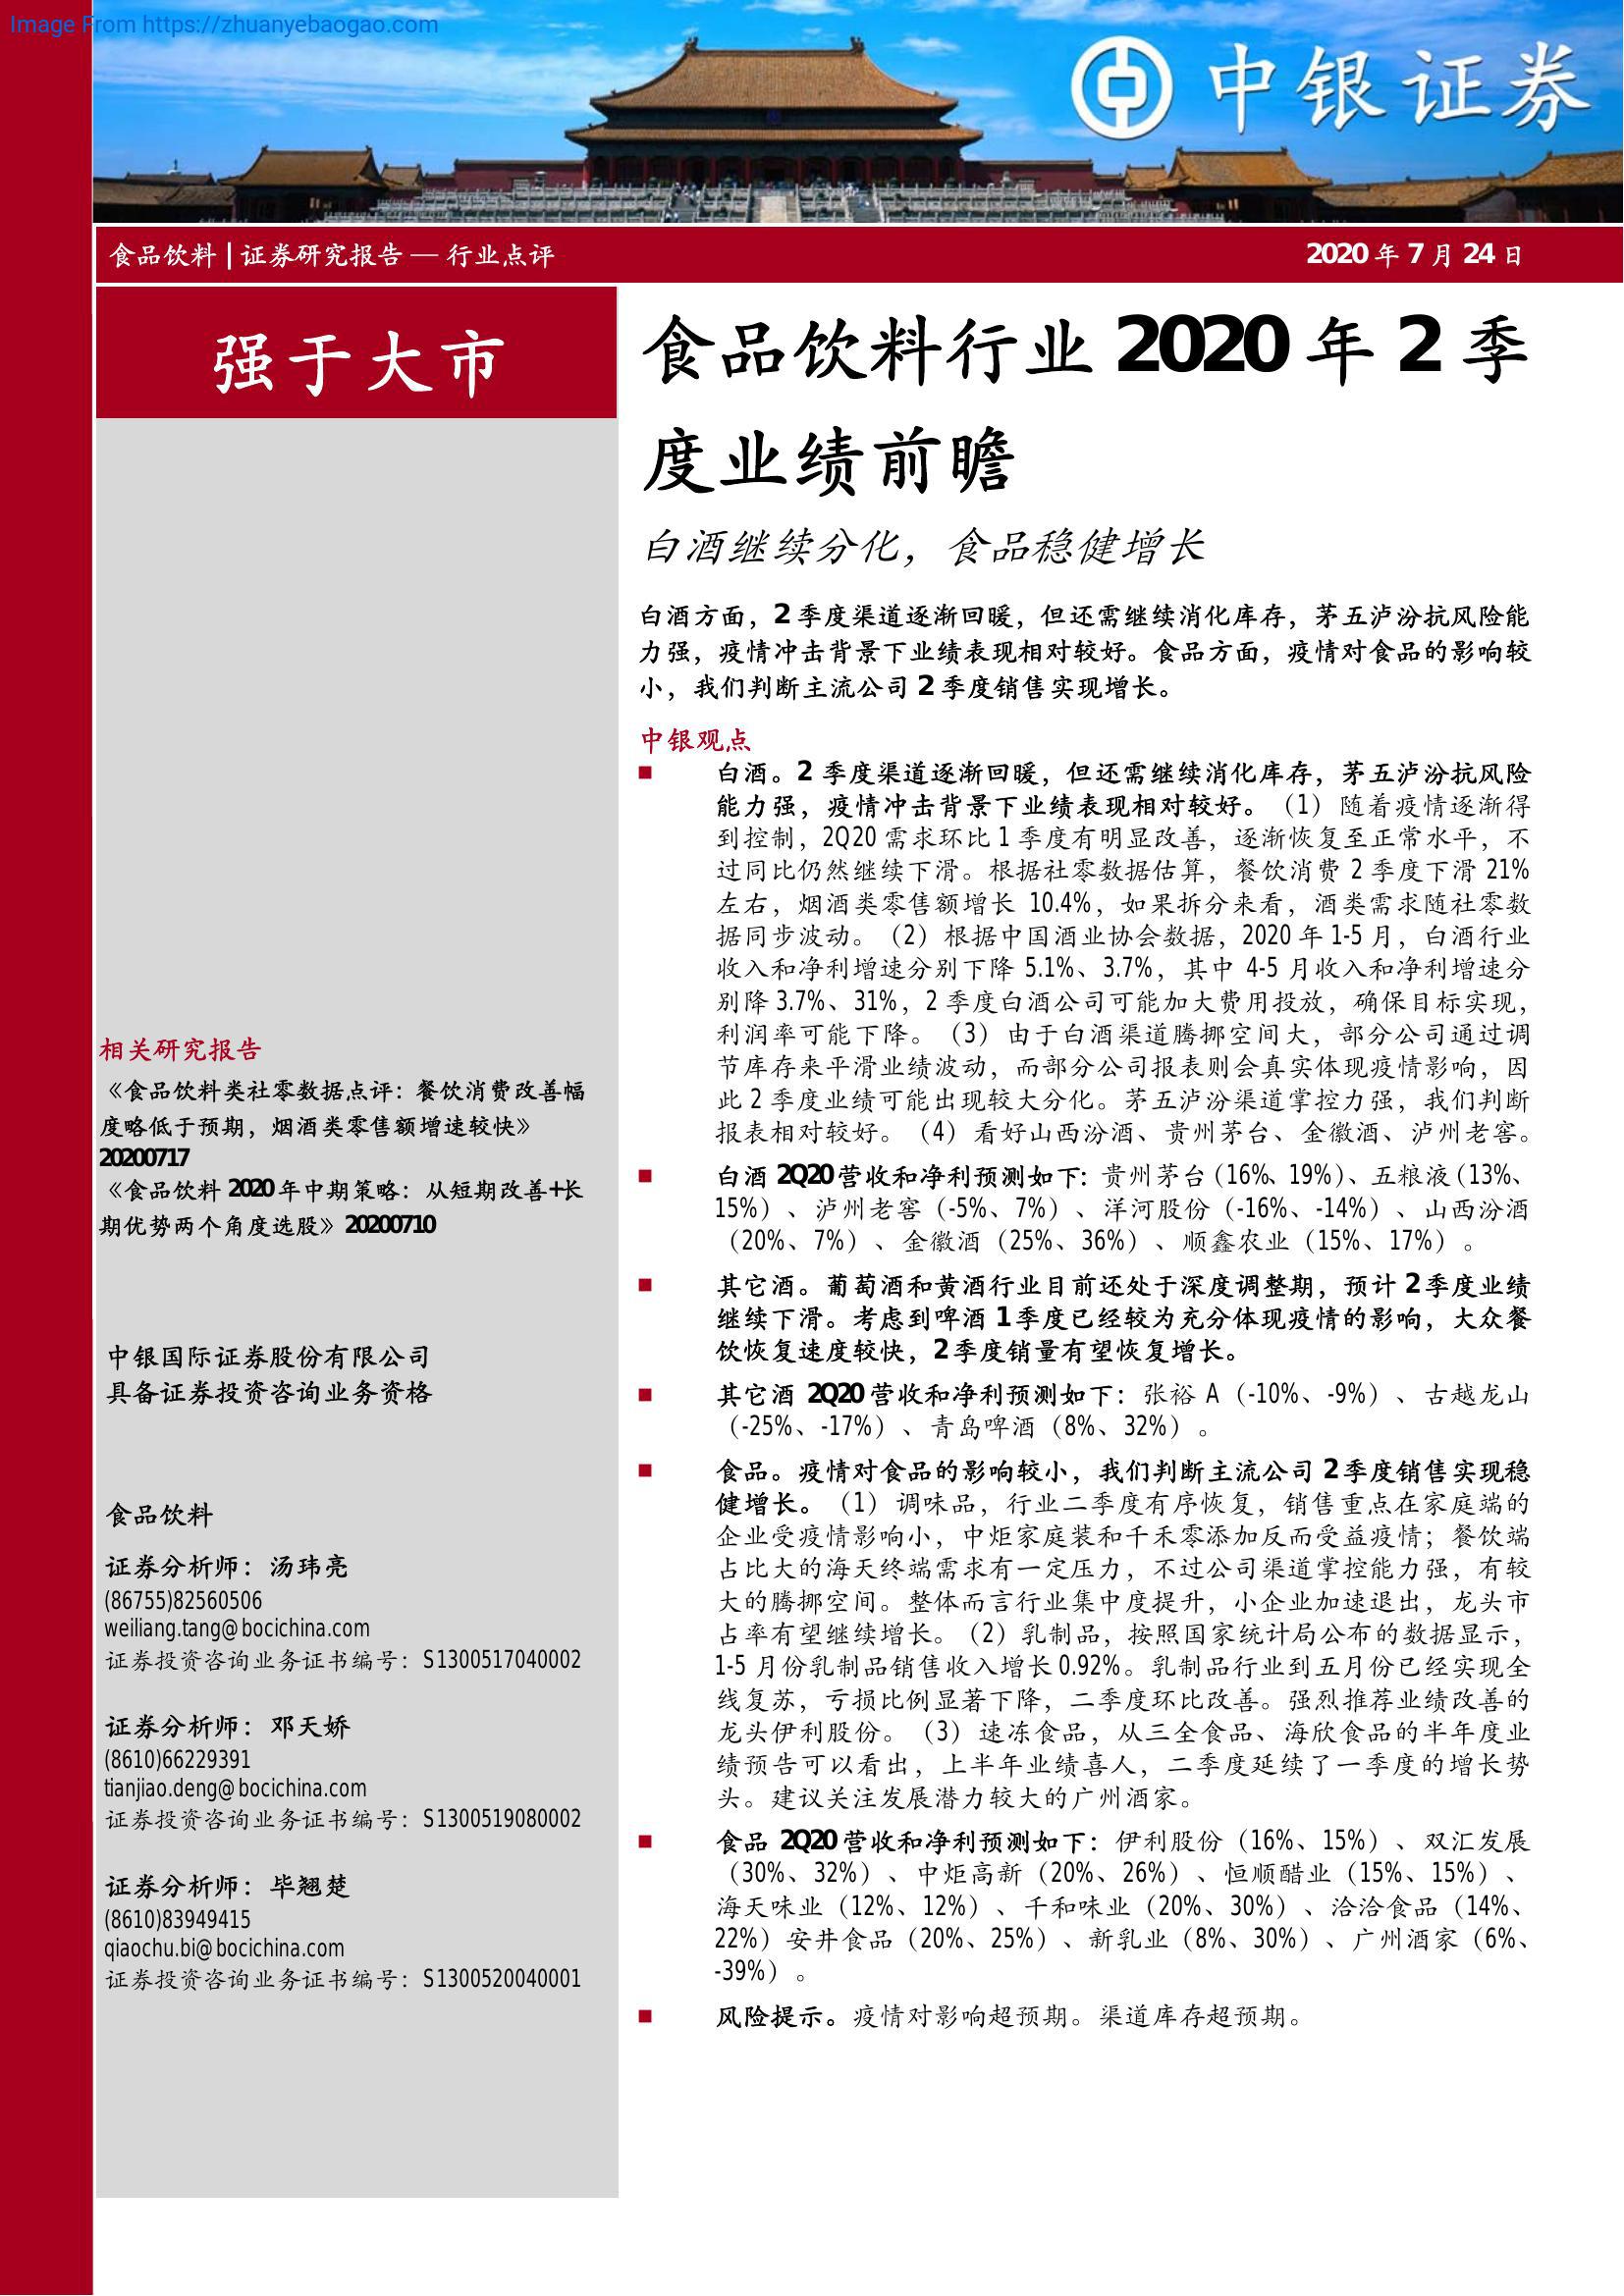 Image From https://zhuanyebaogao.com
中银证券
食品饮料 | 证券研究报告 — 行业点评
2020 年 7 月 24 日
强于大市
食品饮料行业 2020 年 2 季
度业绩前瞻
白酒继续分化，食品稳健增长
白酒方面，2 季度渠道逐渐回暖，但还需继续消化库存，茅五泸汾抗风险能
力强，疫情冲击背景下业绩表现相对较好。食品方面，疫情对食品的影响较
小，我们判断主流公司 2 季度销售实现增长。
中银观点
■ 白酒。2 季度渠道逐渐回暖，但还需继续消化库存，茅五泸汾抗风险
能力强，疫情冲击背景下业绩表现相对较好。（1）随着疫情逐渐得
到控制，2Q20 需求环比 1 季度有明显改善，逐渐恢复至正常水平，不
过同比仍然继续下滑。根据社零数据估算，餐饮消费 2 季度下滑 21%
左右，烟酒类零售额增长 10.4%，如果拆分来看，酒类需求随社零数
据同步波动。（2）根据中国酒业协会数据，2020 年 1-5 月，白酒行业
收入和净利增速分别下降 5.1%、3.7%，其中 4-5 月收入和净利增速分
别降 3.7%、31%，2 季度白酒公司可能加大费用投放，确保目标实现，
利润率可能下降。（3）由于白酒渠道腾挪空间大，部分公司通过调
节库存来平滑业绩波动，而部分公司报表则会真实体现疫情影响，因
此 2 季度业绩可能出现较大分化。茅五泸汾渠道掌控力强，我们判断
报表相对较好。（4）看好山西汾酒、贵州茅台、金徽酒、泸州老窖。
■ 白酒 2Q20 营收和净利预测如下：贵州茅台（16%、19%）、五粮液（13%、
15%）、泸州老窖（-5%、7%）、洋河股份（-16%、-14%）、山西汾酒
（20%、7%）、金徽酒（25%、36%）、顺鑫农业（15%、17%）。
■ 其它酒。葡萄酒和黄酒行业目前还处于深度调整期，预计 2 季度业绩
继续下滑。考虑到啤酒 1 季度已经较为充分体现疫情的影响，大众餐
饮恢复速度较快，2 季度销量有望恢复增长。
■ 其它酒 2Q20 营收和净利预测如下：张裕 A（-10%、-9%）、古越龙山
（-25%、-17%）、青岛啤酒（8%、32%）。
■ 食品。疫情对食品的影响较小，我们判断主流公司 2 季度销售实现稳
健增长。（1）调味品，行业二季度有序恢复，销售重点在家庭端的
企业受疫情影响小，中炬家庭装和千禾零添加反而受益疫情；餐饮端
占比大的海天终端需求有一定压力，不过公司渠道掌控能力强，有较
大的腾挪空间。整体而言行业集中度提升，小企业加速退出，龙头市
占率有望继续增长。（2）乳制品，按照国家统计局公布的数据显示，
1-5 月份乳制品销售收入增长 0.92%。乳制品行业到五月份已经实现全
线复苏，亏损比例显著下降，二季度环比改善。强烈推荐业绩改善的
龙头伊利股份。（3）速冻食品，从三全食品、海欣食品的半年度业
绩预告可以看出，上半年业绩喜人，二季度延续了一季度的增长势
头。建议关注发展潜力较大的广州酒家。
■ 食品 2Q20 营收和净利预测如下：伊利股份（16%、15%）、双汇发展
（30%、32%）、中炬高新（20%、26%）、恒顺醋业（15%、15%）、
海天味业（12%、12%）、千和味业（20%、30%）、洽洽食品（14%、
22%）安井食品（20%、25%）、新乳业（8%、30%）、广州酒家（6%、
-39%）。
■ 风险提示。疫情对影响超预期。渠道库存超预期。
相关研究报告
《食品饮料类社零数据点评：餐饮消费改善幅
度略低于预期，烟酒类零售额增速较快》
20200717
《食品饮料 2020 年中期策略：从短期改善+长
期优势两个角度选股》20200710
中银国际证券股份有限公司
具备证券投资咨询业务资格
食品饮料
证券分析师：汤玮亮
(86755)82560506
weiliang.tang@bocichina.com
证券投资咨询业务证书编号：S1300517040002
证券分析师：邓天娇
(8610)66229391
tianjiao.deng@bocichina.com
证券投资咨询业务证书编号：S1300519080002
证券分析师：毕翘楚
(8610)83949415
qiaochu.bi@bocichina.com
证券投资咨询业务证书编号：S1300520040001